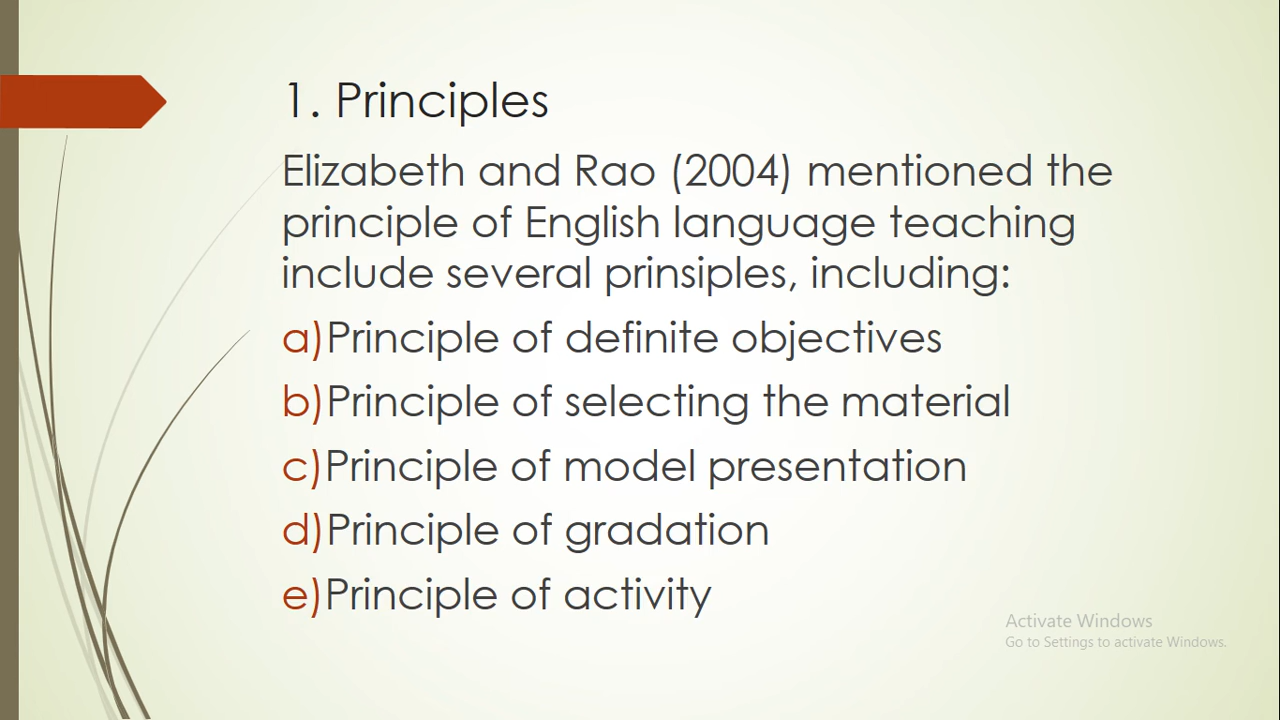 1. Principles
Elizabeth and Rao (2004) mentioned the
principle of English language teaching
include several prinsiples, including:
a)Principle of definite objectives
b)Principle of selecting the material
c)Principle of model presentation
d)Principle of gradation
e)Principle of activity
Activate Windows
Go to Settings to activate Windows.